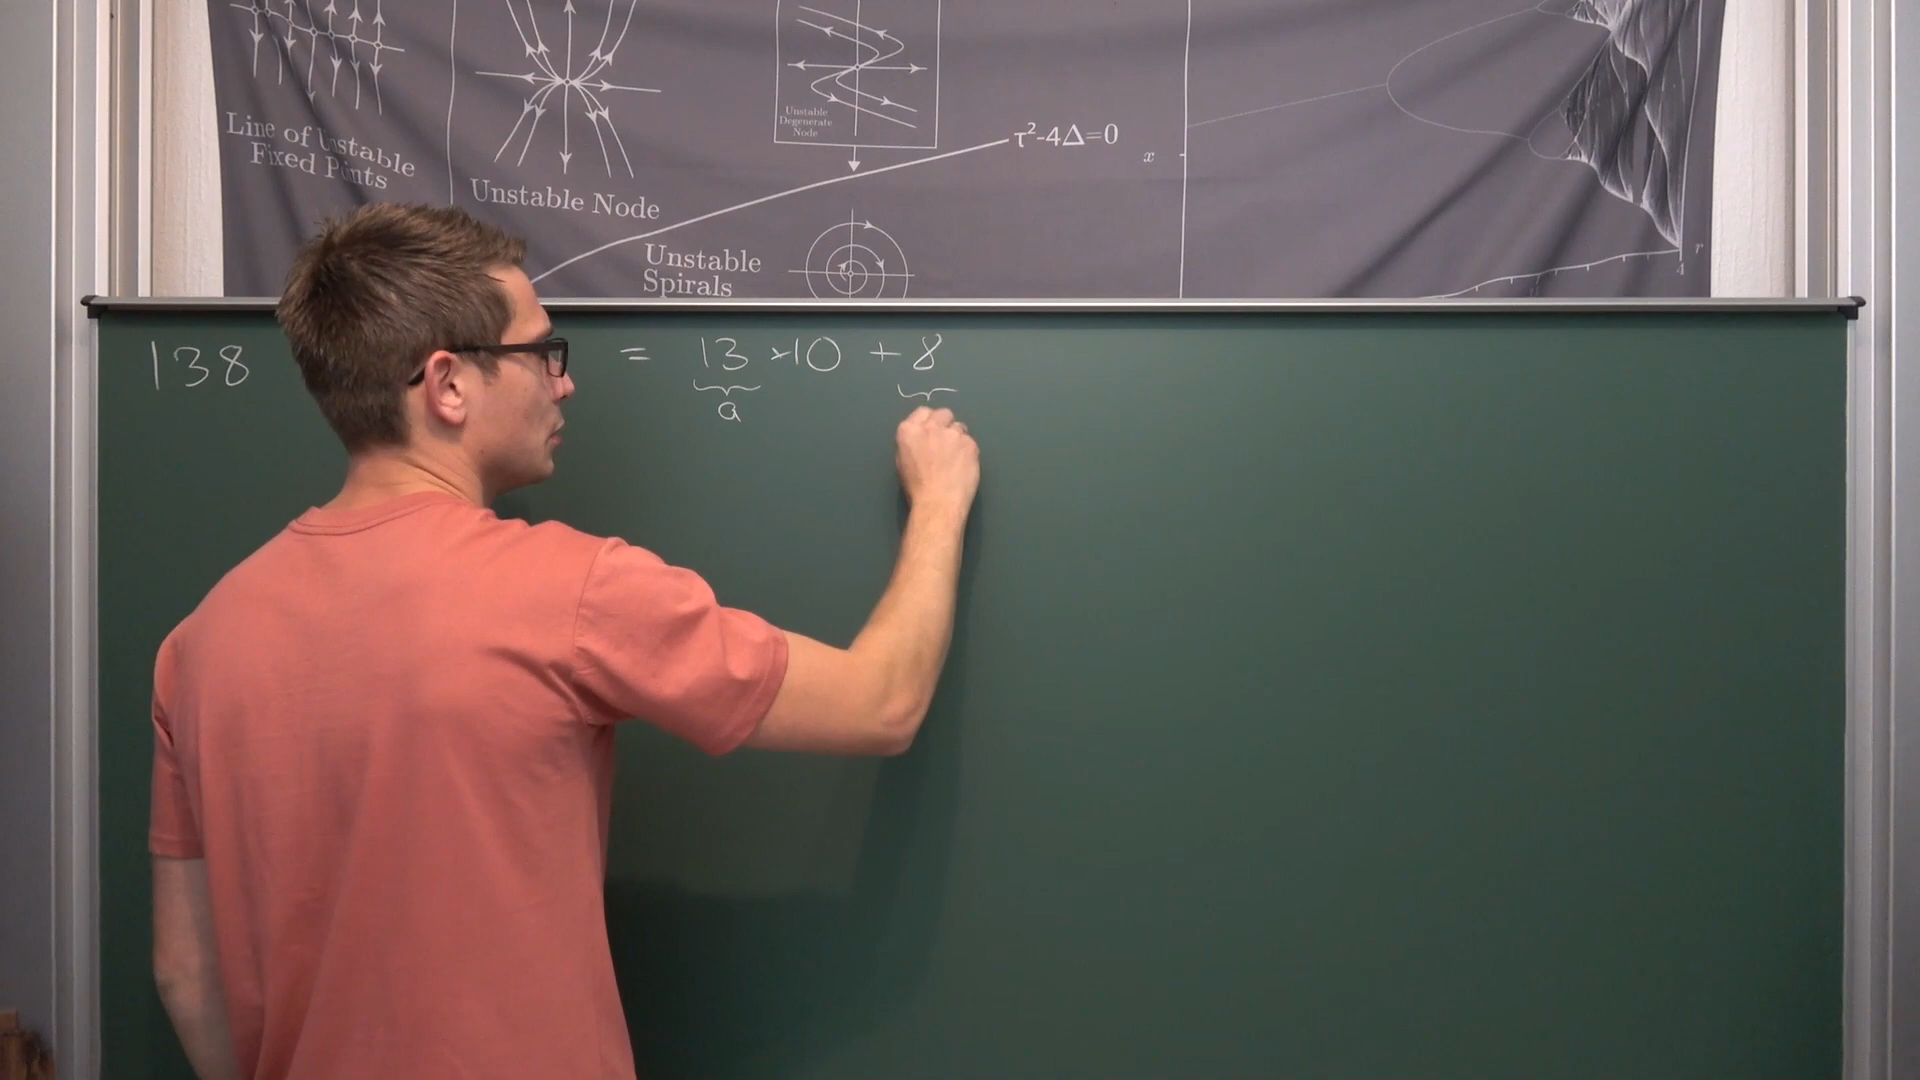 Line of Unstable
Fixed Points
Unstable Node
Unstable
Degenerate
Node
τ²-4Δ=0
Unstable
Spirals
x
r
4
138 = 13 × 10 + 8
a